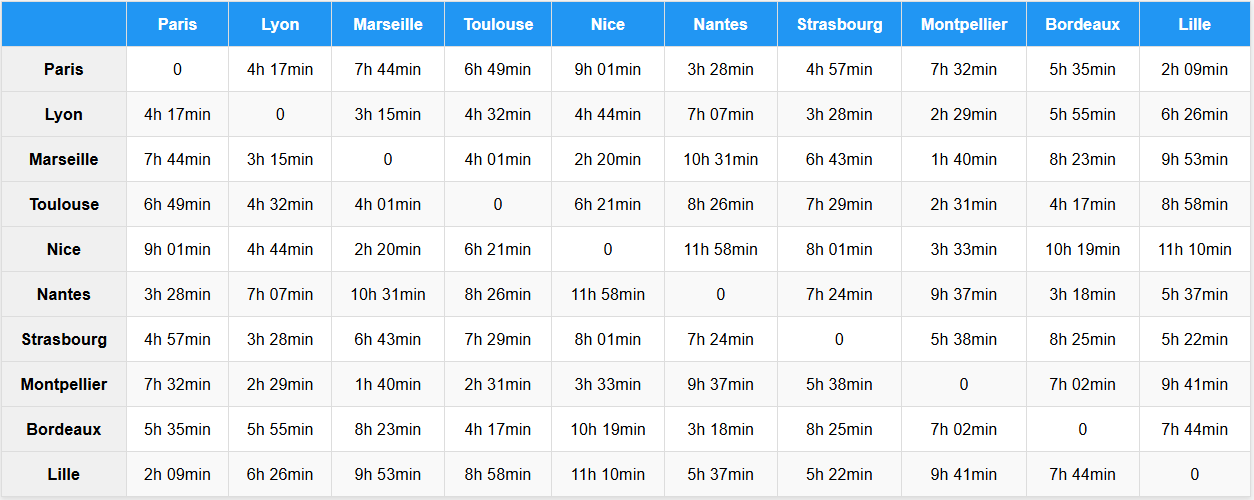 Paris Lyon Marseille Toulouse Nice Nantes Strasbourg Montpellier Bordeaux Lille
Paris 0 4h 17min 7h 44min 6h 49min 9h 01min 3h 28min 4h 57min 7h 32min 5h 35min 2h 09min
Lyon 4h 17min 0 3h 15min 4h 32min 4h 44min 7h 07min 3h 28min 2h 29min 5h 55min 6h 26min
Marseille 7h 44min 3h 15min 0 4h 01min 2h 20min 10h 31min 6h 43min 1h 40min 8h 23min 9h 53min
Toulouse 6h 49min 4h 32min 4h 01min 0 6h 21min 8h 26min 7h 29min 2h 31min 4h 17min 8h 58min
Nice 9h 01min 4h 44min 2h 20min 6h 21min 0 11h 58min 8h 01min 3h 33min 10h 19min 11h 10min
Nantes 3h 28min 7h 07min 10h 31min 8h 26min 11h 58min 0 7h 24min 9h 37min 3h 18min 5h 37min
Strasbourg 4h 57min 3h 28min 6h 43min 7h 29min 8h 01min 7h 24min 0 5h 38min 8h 25min 5h 22min
Montpellier 7h 32min 2h 29min 1h 40min 2h 31min 3h 33min 9h 37min 5h 38min 0 7h 02min 9h 41min
Bordeaux 5h 35min 5h 55min 8h 23min 4h 17min 10h 19min 3h 18min 8h 25min 7h 02min 0 7h 44min
Lille 2h 09min 6h 26min 9h 53min 8h 58min 11h 10min 5h 37min 5h 22min 9h 41min 7h 44min 0